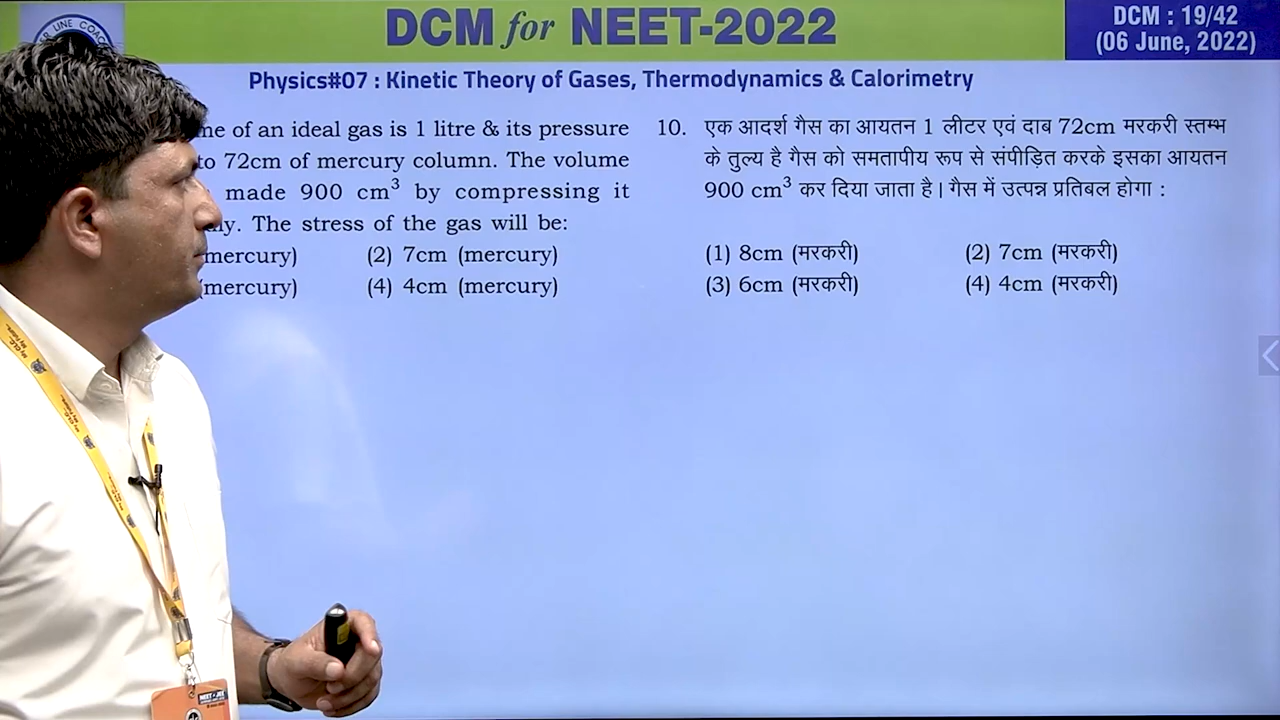 DCM for NEET-2022
DCM : 19/42
(06 June, 2022)
Physics#07 : Kinetic Theory of Gases, Thermodynamics & Calorimetry
of an ideal gas is 1 litre & its pressure
to 72cm of mercury column. The volume
made 900 cm³ by compressing it
The stress of the gas will be:
(mercury) (2) 7cm (mercury)
(mercury) (4) 4cm (mercury)
10. एक आदर्श गैस का आयतन 1 लीटर एवं दाब 72cm मरकरी स्तम्भ
के तुल्य है गैस को समतापीय रूप से संपीड़ित करके इसका आयतन
900 cm³ कर दिया जाता है। गैस में उत्पन्न प्रतिबल होगा :
(1) 8cm (मरकरी) (2) 7cm (मरकरी)
(3) 6cm (मरकरी) (4) 4cm (मरकरी)